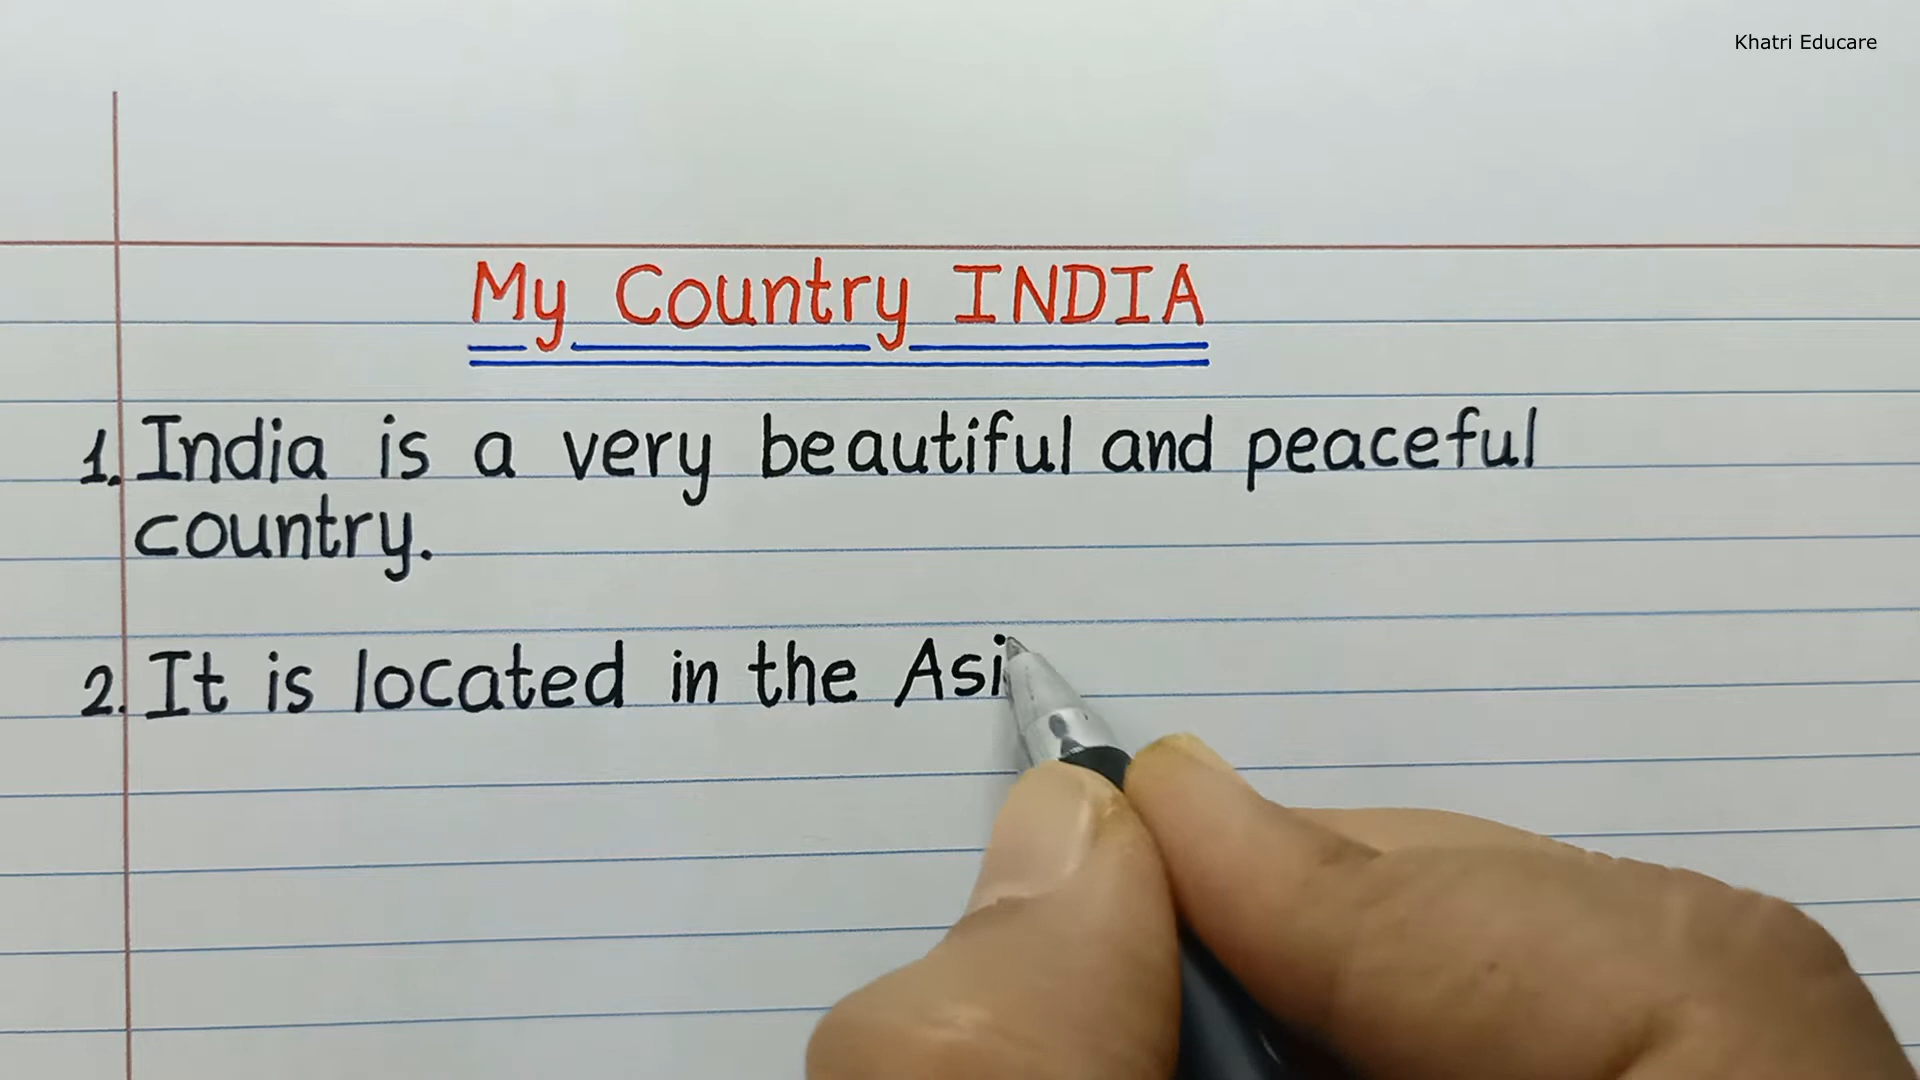 Khatri Educare
My Country INDIA
1. India is a very beautiful and peaceful
country.
2. It is located in the Asi